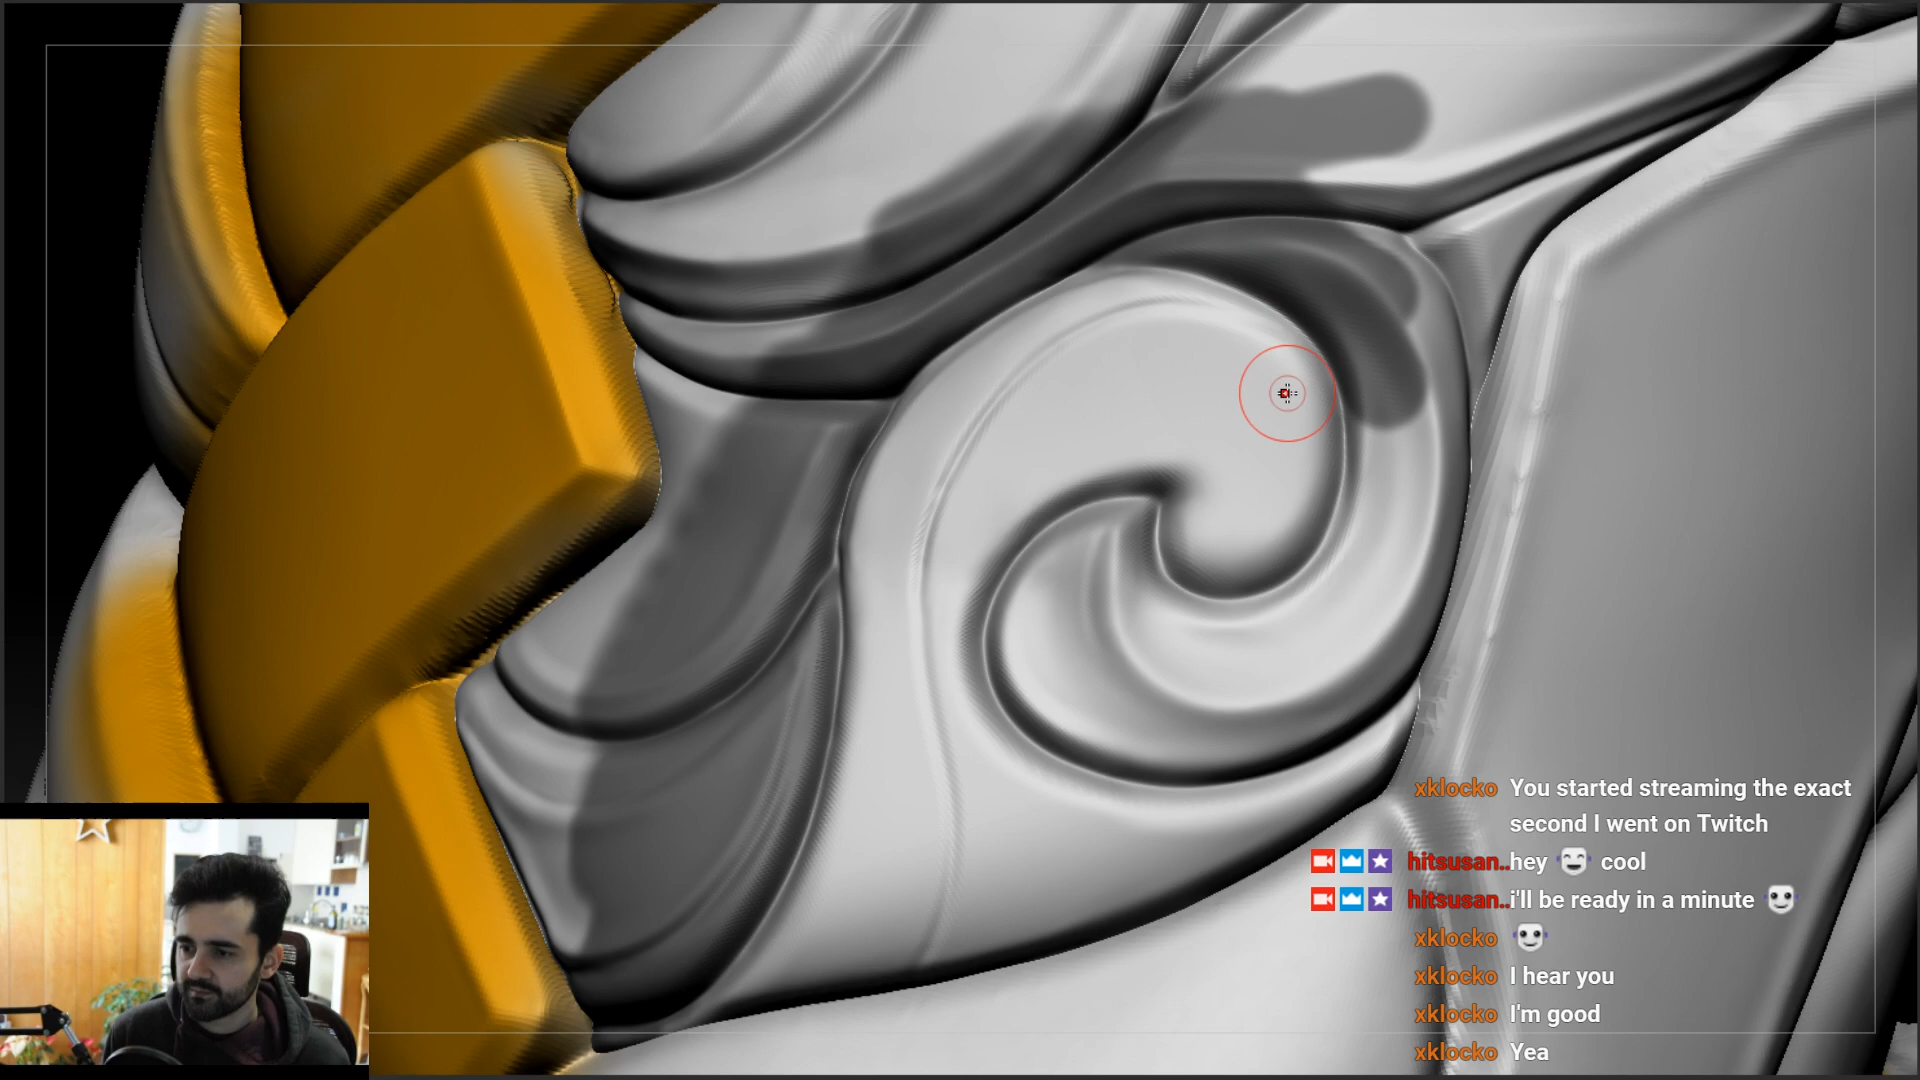 xklocko You started streaming the exact
second I went on Twitch
hitsusan.. hey cool
hitsusan.. i'll be ready in a minute
xklocko
xklocko I hear you
xklocko I'm good
xklocko Yea